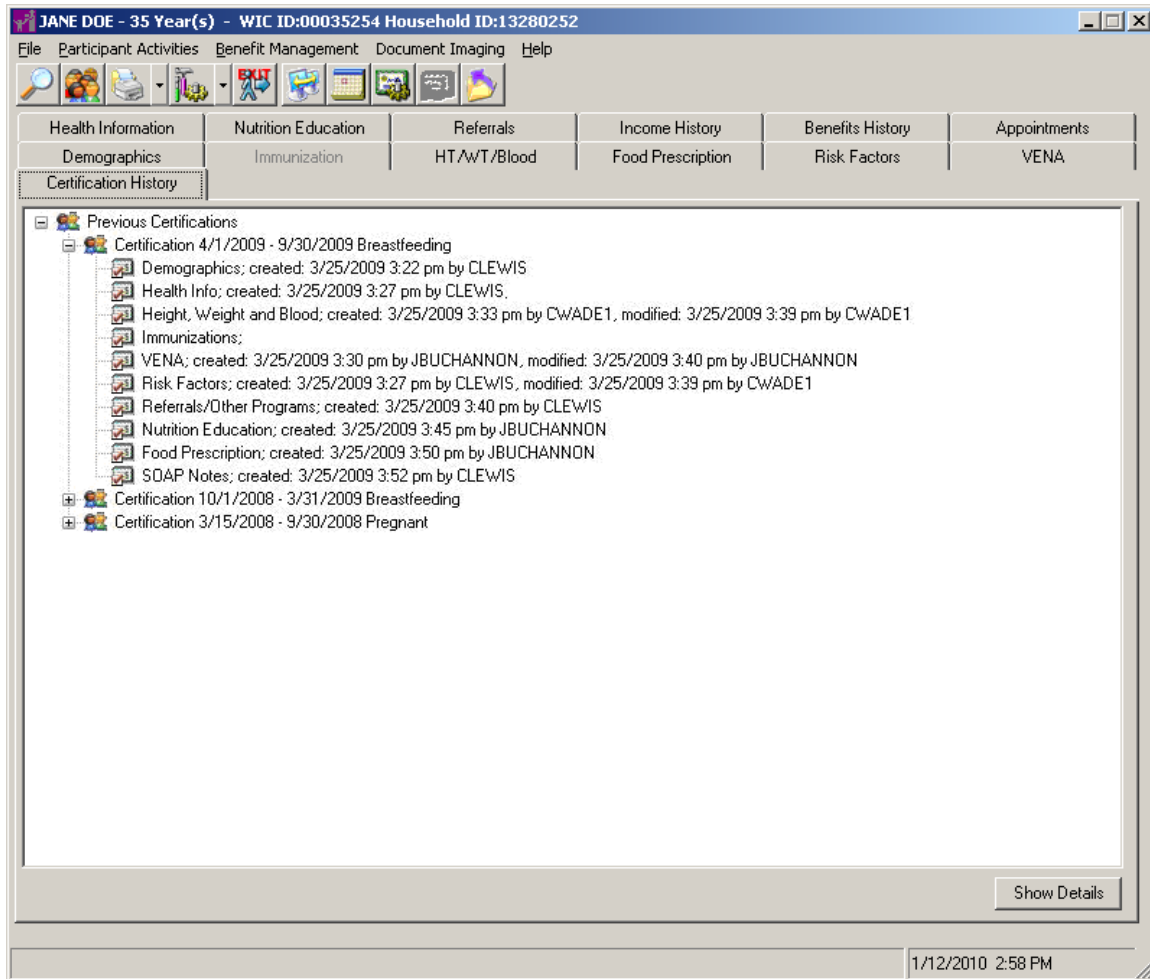 JANE DOE - 35 Year(s) - WIC ID:00035254 Household ID:13280252
File Participant Activities Benefit Management Document Imaging Help
EXIT
Health Information Nutrition Education Referrals Income History Benefits History Appointments
Demographics Immunization HT/WT/Blood Food Prescription Risk Factors VENA
Certification History
Previous Certifications
Certification 4/1/2009 - 9/30/2009 Breastfeeding
Demographics; created: 3/25/2009 3:22 pm by CLEWIS
Health Info; created: 3/25/2009 3:27 pm by CLEWIS,
Height, Weight and Blood; created: 3/25/2009 3:33 pm by CWADE1, modified: 3/25/2009 3:39 pm by CWADE1
Immunizations;
VENA; created: 3/25/2009 3:30 pm by JBUCHANNON, modified: 3/25/2009 3:40 pm by JBUCHANNON
Risk Factors; created: 3/25/2009 3:27 pm by CLEWIS, modified: 3/25/2009 3:39 pm by CWADE1
Referrals/Other Programs; created: 3/25/2009 3:40 pm by CLEWIS
Nutrition Education; created: 3/25/2009 3:45 pm by JBUCHANNON
Food Prescription; created: 3/25/2009 3:50 pm by JBUCHANNON
SOAP Notes; created: 3/25/2009 3:52 pm by CLEWIS
Certification 10/1/2008 - 3/31/2009 Breastfeeding
Certification 3/15/2008 - 9/30/2008 Pregnant
Show Details
1/12/2010 2:58 PM